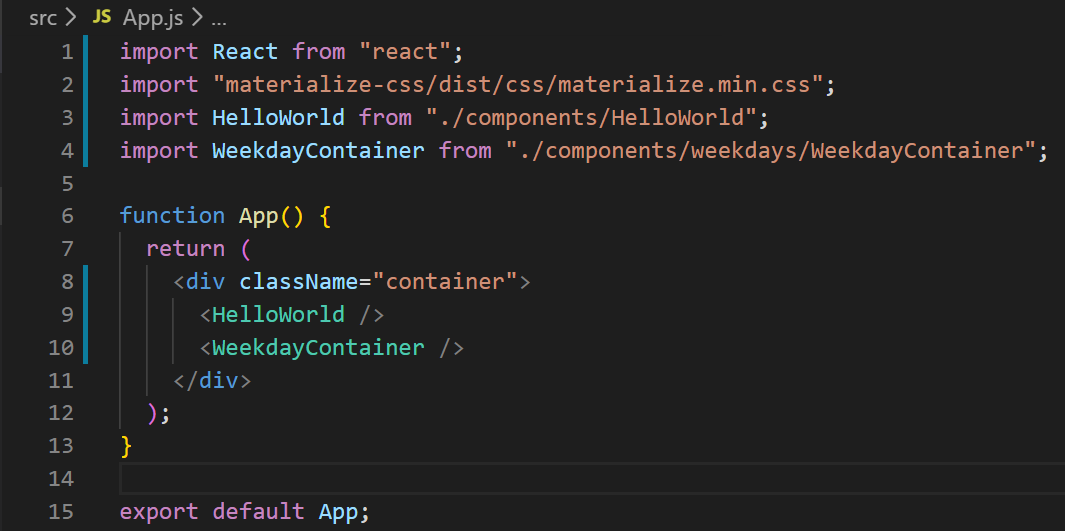 src > JS App.js > ...
1 import React from "react";
2 import "materialize-css/dist/css/materialize.min.css";
3 import HelloWorld from "./components/HelloWorld";
4 import WeekdayContainer from "./components/weekdays/WeekdayContainer";
5
6 function App() {
7   return (
8     <div className="container">
9       <HelloWorld />
10       <WeekdayContainer />
11     </div>
12   );
13 }
14
15 export default App;